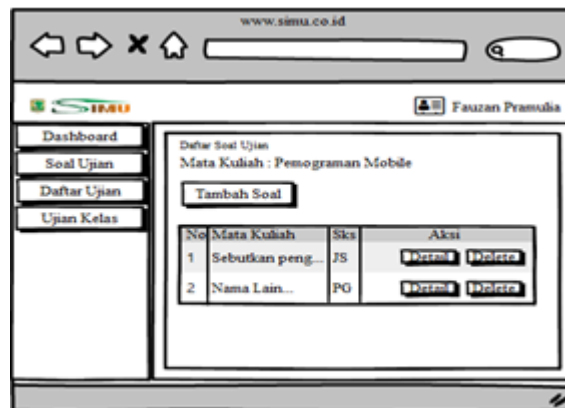 www.simu.co.id
SIMU
Fauzan Pramulia
Dashboard
Soal Ujian
Daftar Ujian
Ujian Kelas
Daftar Soal Ujian
Mata Kuliah : Pemograman Mobile
Tambah Soal
No Mata Kuliah Sks Aksi
1 Sebutkan peng... JS Detail Delete
2 Nama Lain... PG Detail Delete